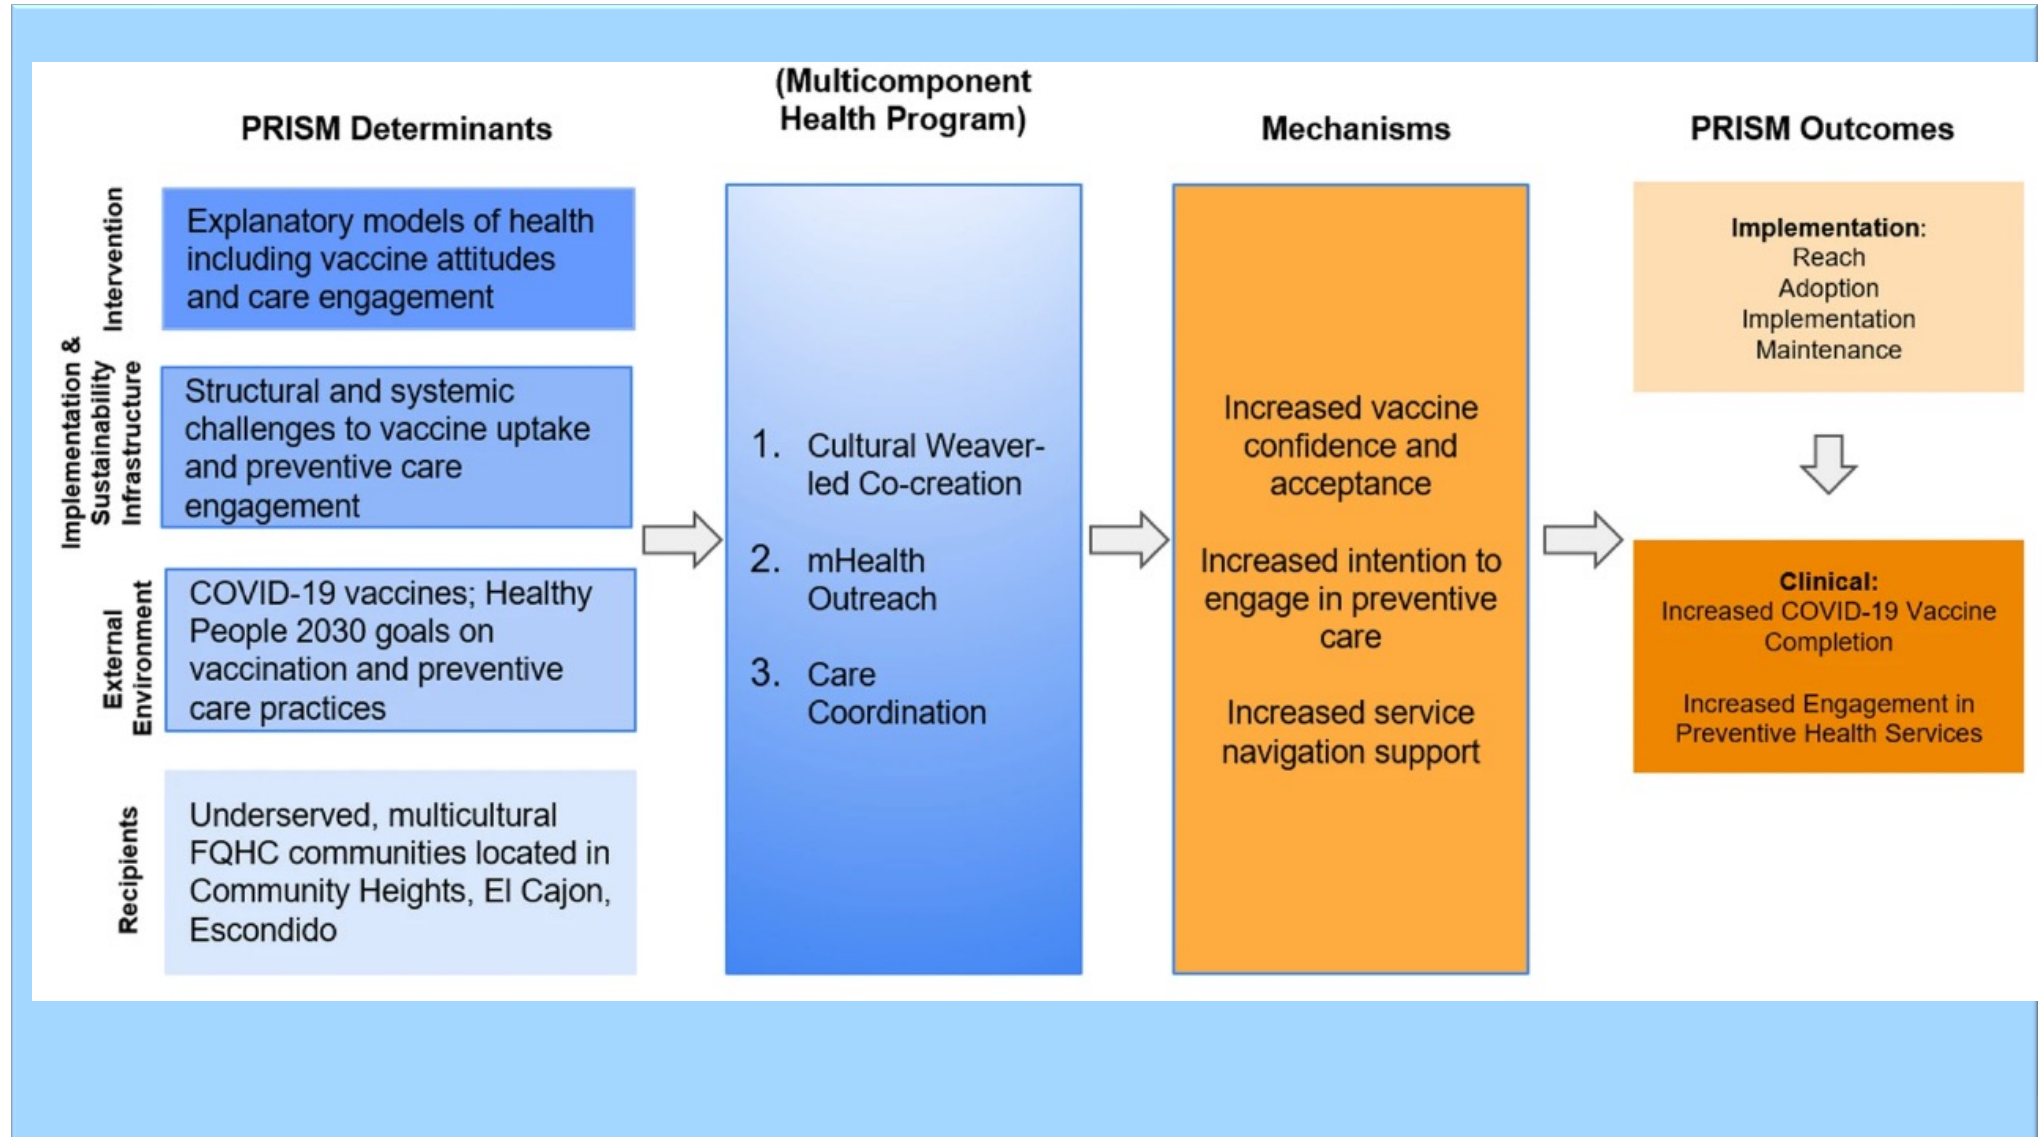 (Multicomponent
Health Program)
PRISM Determinants
Mechanisms
PRISM Outcomes
Intervention
Explanatory models of health
including vaccine attitudes
and care engagement
Implementation &
Sustainability
Infrastructure
Structural and systemic
challenges to vaccine uptake
and preventive care
engagement
External
Environment
COVID-19 vaccines; Healthy
People 2030 goals on
vaccination and preventive
care practices
Recipients
Underserved, multicultural
FQHC communities located in
Community Heights, El Cajon,
Escondido
1. Cultural Weaver-
led Co-creation
2. mHealth
Outreach
3. Care
Coordination
Increased vaccine
confidence and
acceptance
Increased intention to
engage in preventive
care
Increased service
navigation support
Implementation:
Reach
Adoption
Implementation
Maintenance
Clinical:
Increased COVID-19 Vaccine
Completion
Increased Engagement in
Preventive Health Services